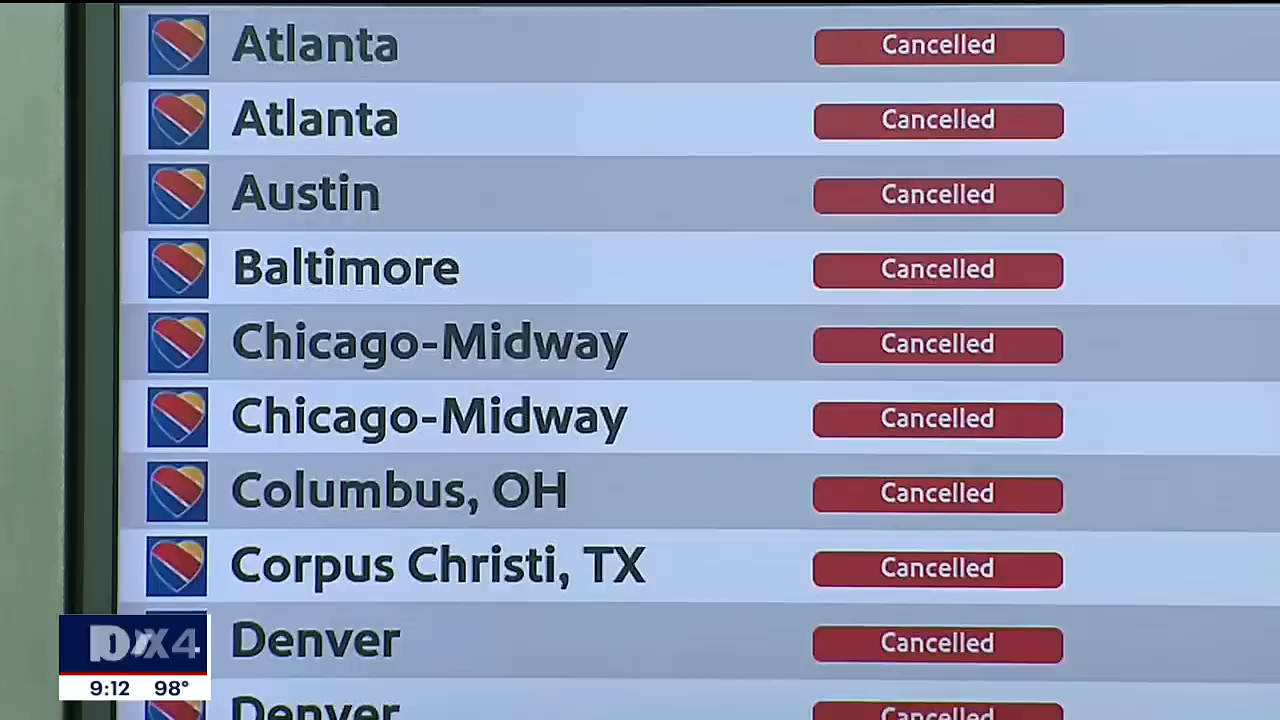 Atlanta Cancelled
Atlanta Cancelled
Austin Cancelled
Baltimore Cancelled
Chicago-Midway Cancelled
Chicago-Midway Cancelled
Columbus, OH Cancelled
Corpus Christi, TX Cancelled
Denver Cancelled
Denver Cancelled
9:12 98°